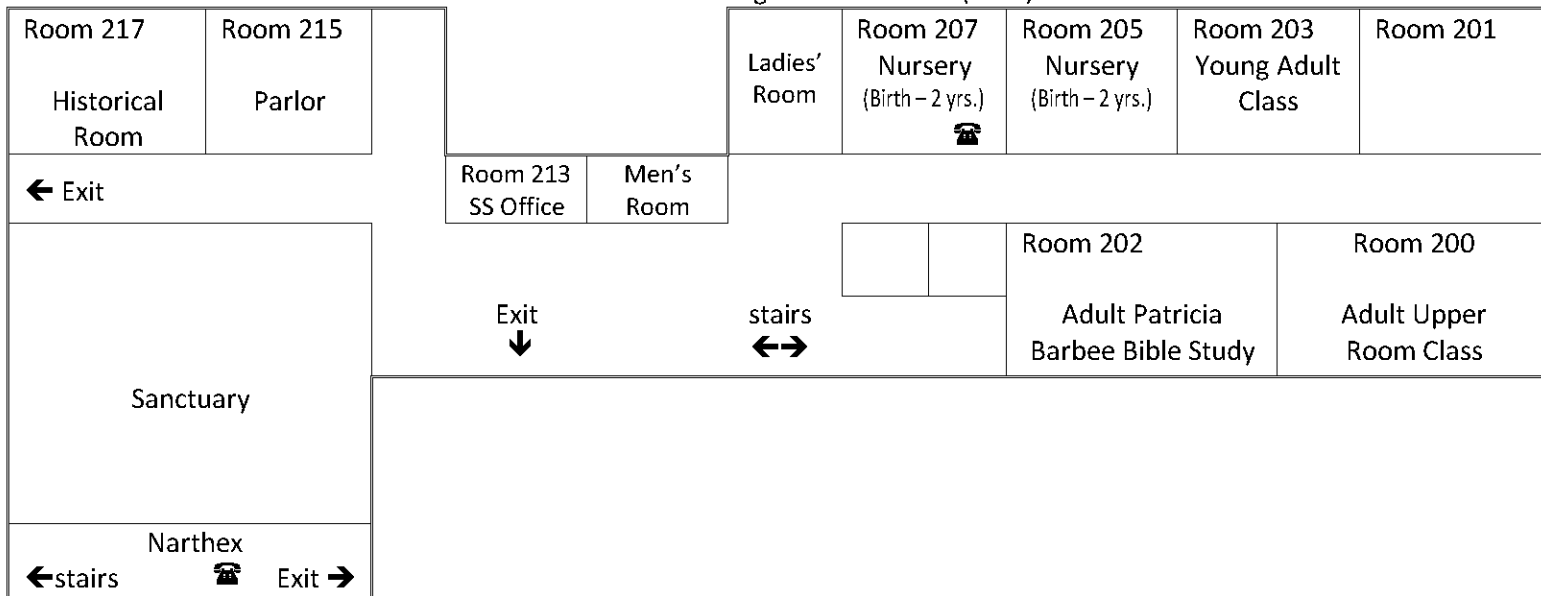 Room 217
Historical
Room
Room 215
Parlor
Ladies’
Room
Room 207
Nursery
(Birth – 2 yrs.)
☎
Room 205
Nursery
(Birth – 2 yrs.)
Room 203
Young Adult
Class
Room 201
← Exit
Room 213
SS Office
Men’s
Room
Exit
↓
stairs
←→
Room 202
Adult Patricia
Barbee Bible Study
Room 200
Adult Upper
Room Class
Sanctuary
Narthex
←stairs ☎ Exit →